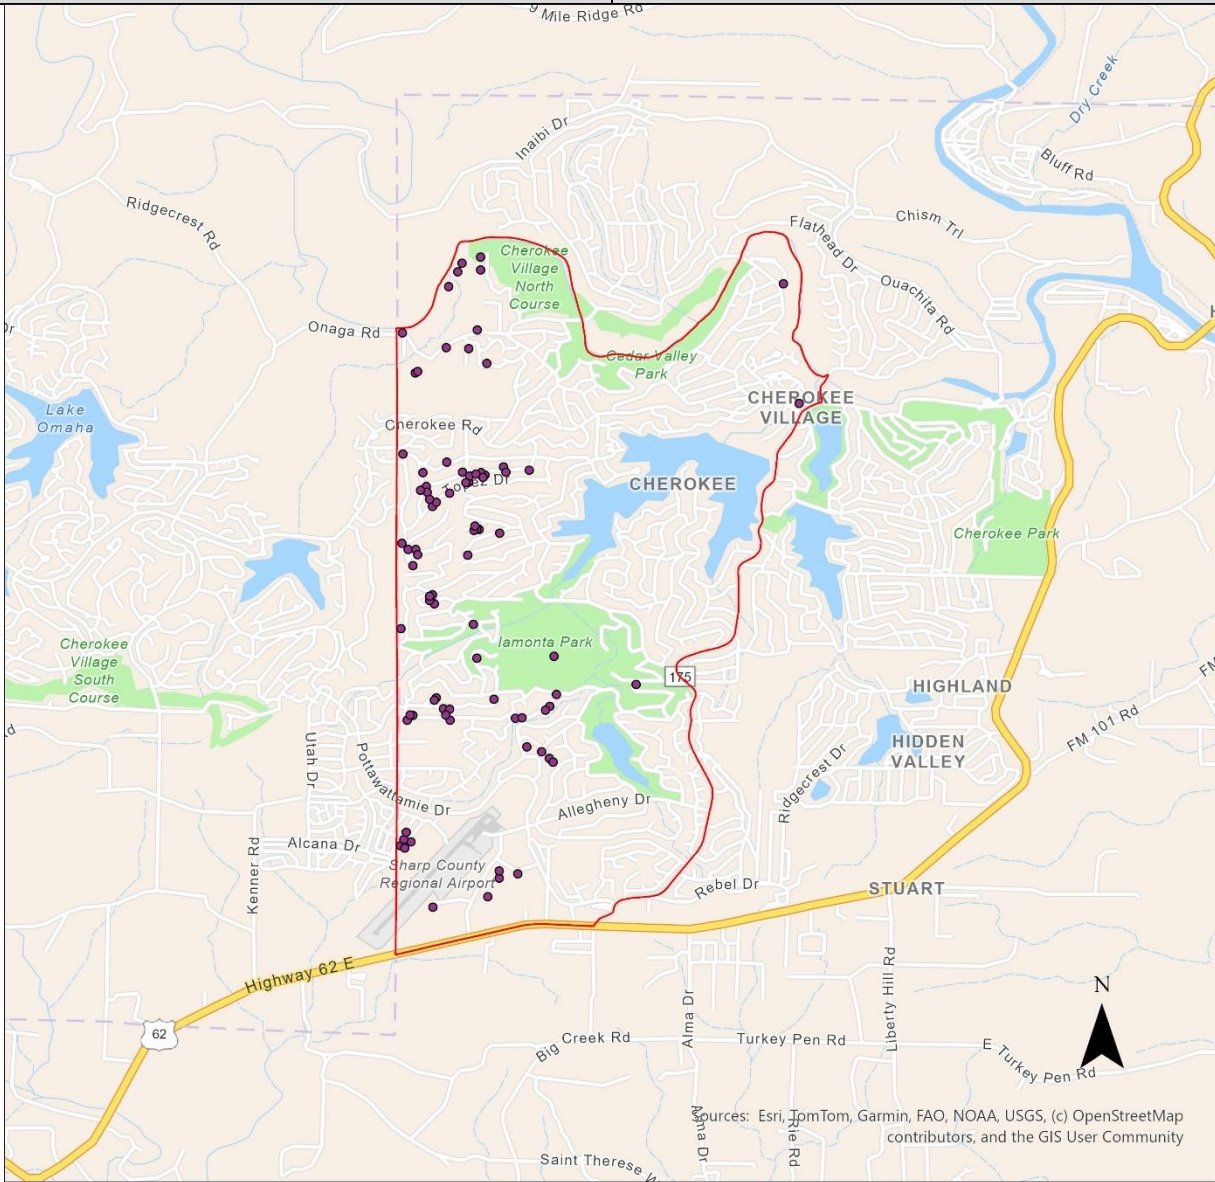 9 Mile Ridge Rd
Dry Creek
Inaibi Dr
Bluff Rd
Ridgecrest Rd
Chism Trl
Flathead Dr
Cherokee
Village
North
Course
Ouachita Rd
Onaga Rd
Cedar Valley
Park
CHEROKEE
VILLAGE
Lake
Omaha
Cherokee Rd
Topez Dr
CHEROKEE
Cherokee Park
Iamonta Park
Cherokee
Village
South
Course
175
HIGHLAND
FM 101 Rd
HIDDEN
VALLEY
Utah Dr
Pottawattamie Dr
Ridgecrest Dr
Allegheny Dr
Alcana Dr
Kenner Rd
Sharp County
Regional Airport
Rebel Dr
STUART
Highway 62 E
62
Liberty Hill Rd
N
Alma Dr
Big Creek Rd
Turkey Pen Rd
E Turkey Pen Rd
Sources: Esri, TomTom, Garmin, FAO, NOAA, USGS, (c) OpenStreetMap
contributors, and the GIS User Community
Alma Dr
Rie Rd
Saint Therese W